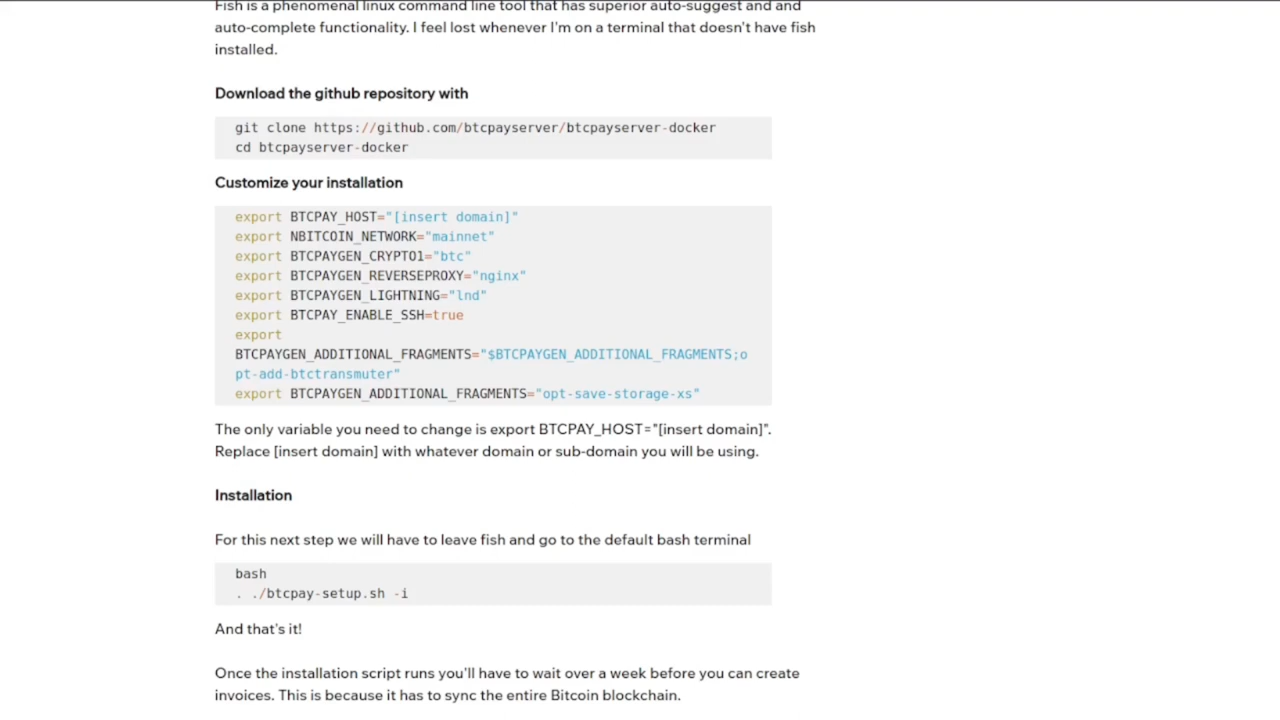 Fish is a phenomenal linux command line tool that has superior auto-suggest and and
auto-complete functionality. I feel lost whenever I'm on a terminal that doesn't have fish
installed.
Download the github repository with
git clone https://github.com/btcpayserver/btcpayserver-docker
cd btcpayserver-docker
Customize your installation
export BTCPAY_HOST="[insert domain]"
export NBITCOIN_NETWORK="mainnet"
export BTCPAYGEN_CRYPTO1="btc"
export BTCPAYGEN_REVERSEPROXY="nginx"
export BTCPAYGEN_LIGHTNING="lnd"
export BTCPAY_ENABLE_SSH=true
export
BTCPAYGEN_ADDITIONAL_FRAGMENTS="$BTCPAYGEN_ADDITIONAL_FRAGMENTS;o
pt-add-btctransmuter"
export BTCPAYGEN_ADDITIONAL_FRAGMENTS="opt-save-storage-xs"
The only variable you need to change is export BTCPAY_HOST="[insert domain]".
Replace [insert domain] with whatever domain or sub-domain you will be using.
Installation
For this next step we will have to leave fish and go to the default bash terminal
bash
. ./btcpay-setup.sh -i
And that's it!
Once the installation script runs you'll have to wait over a week before you can create
invoices. This is because it has to sync the entire Bitcoin blockchain.